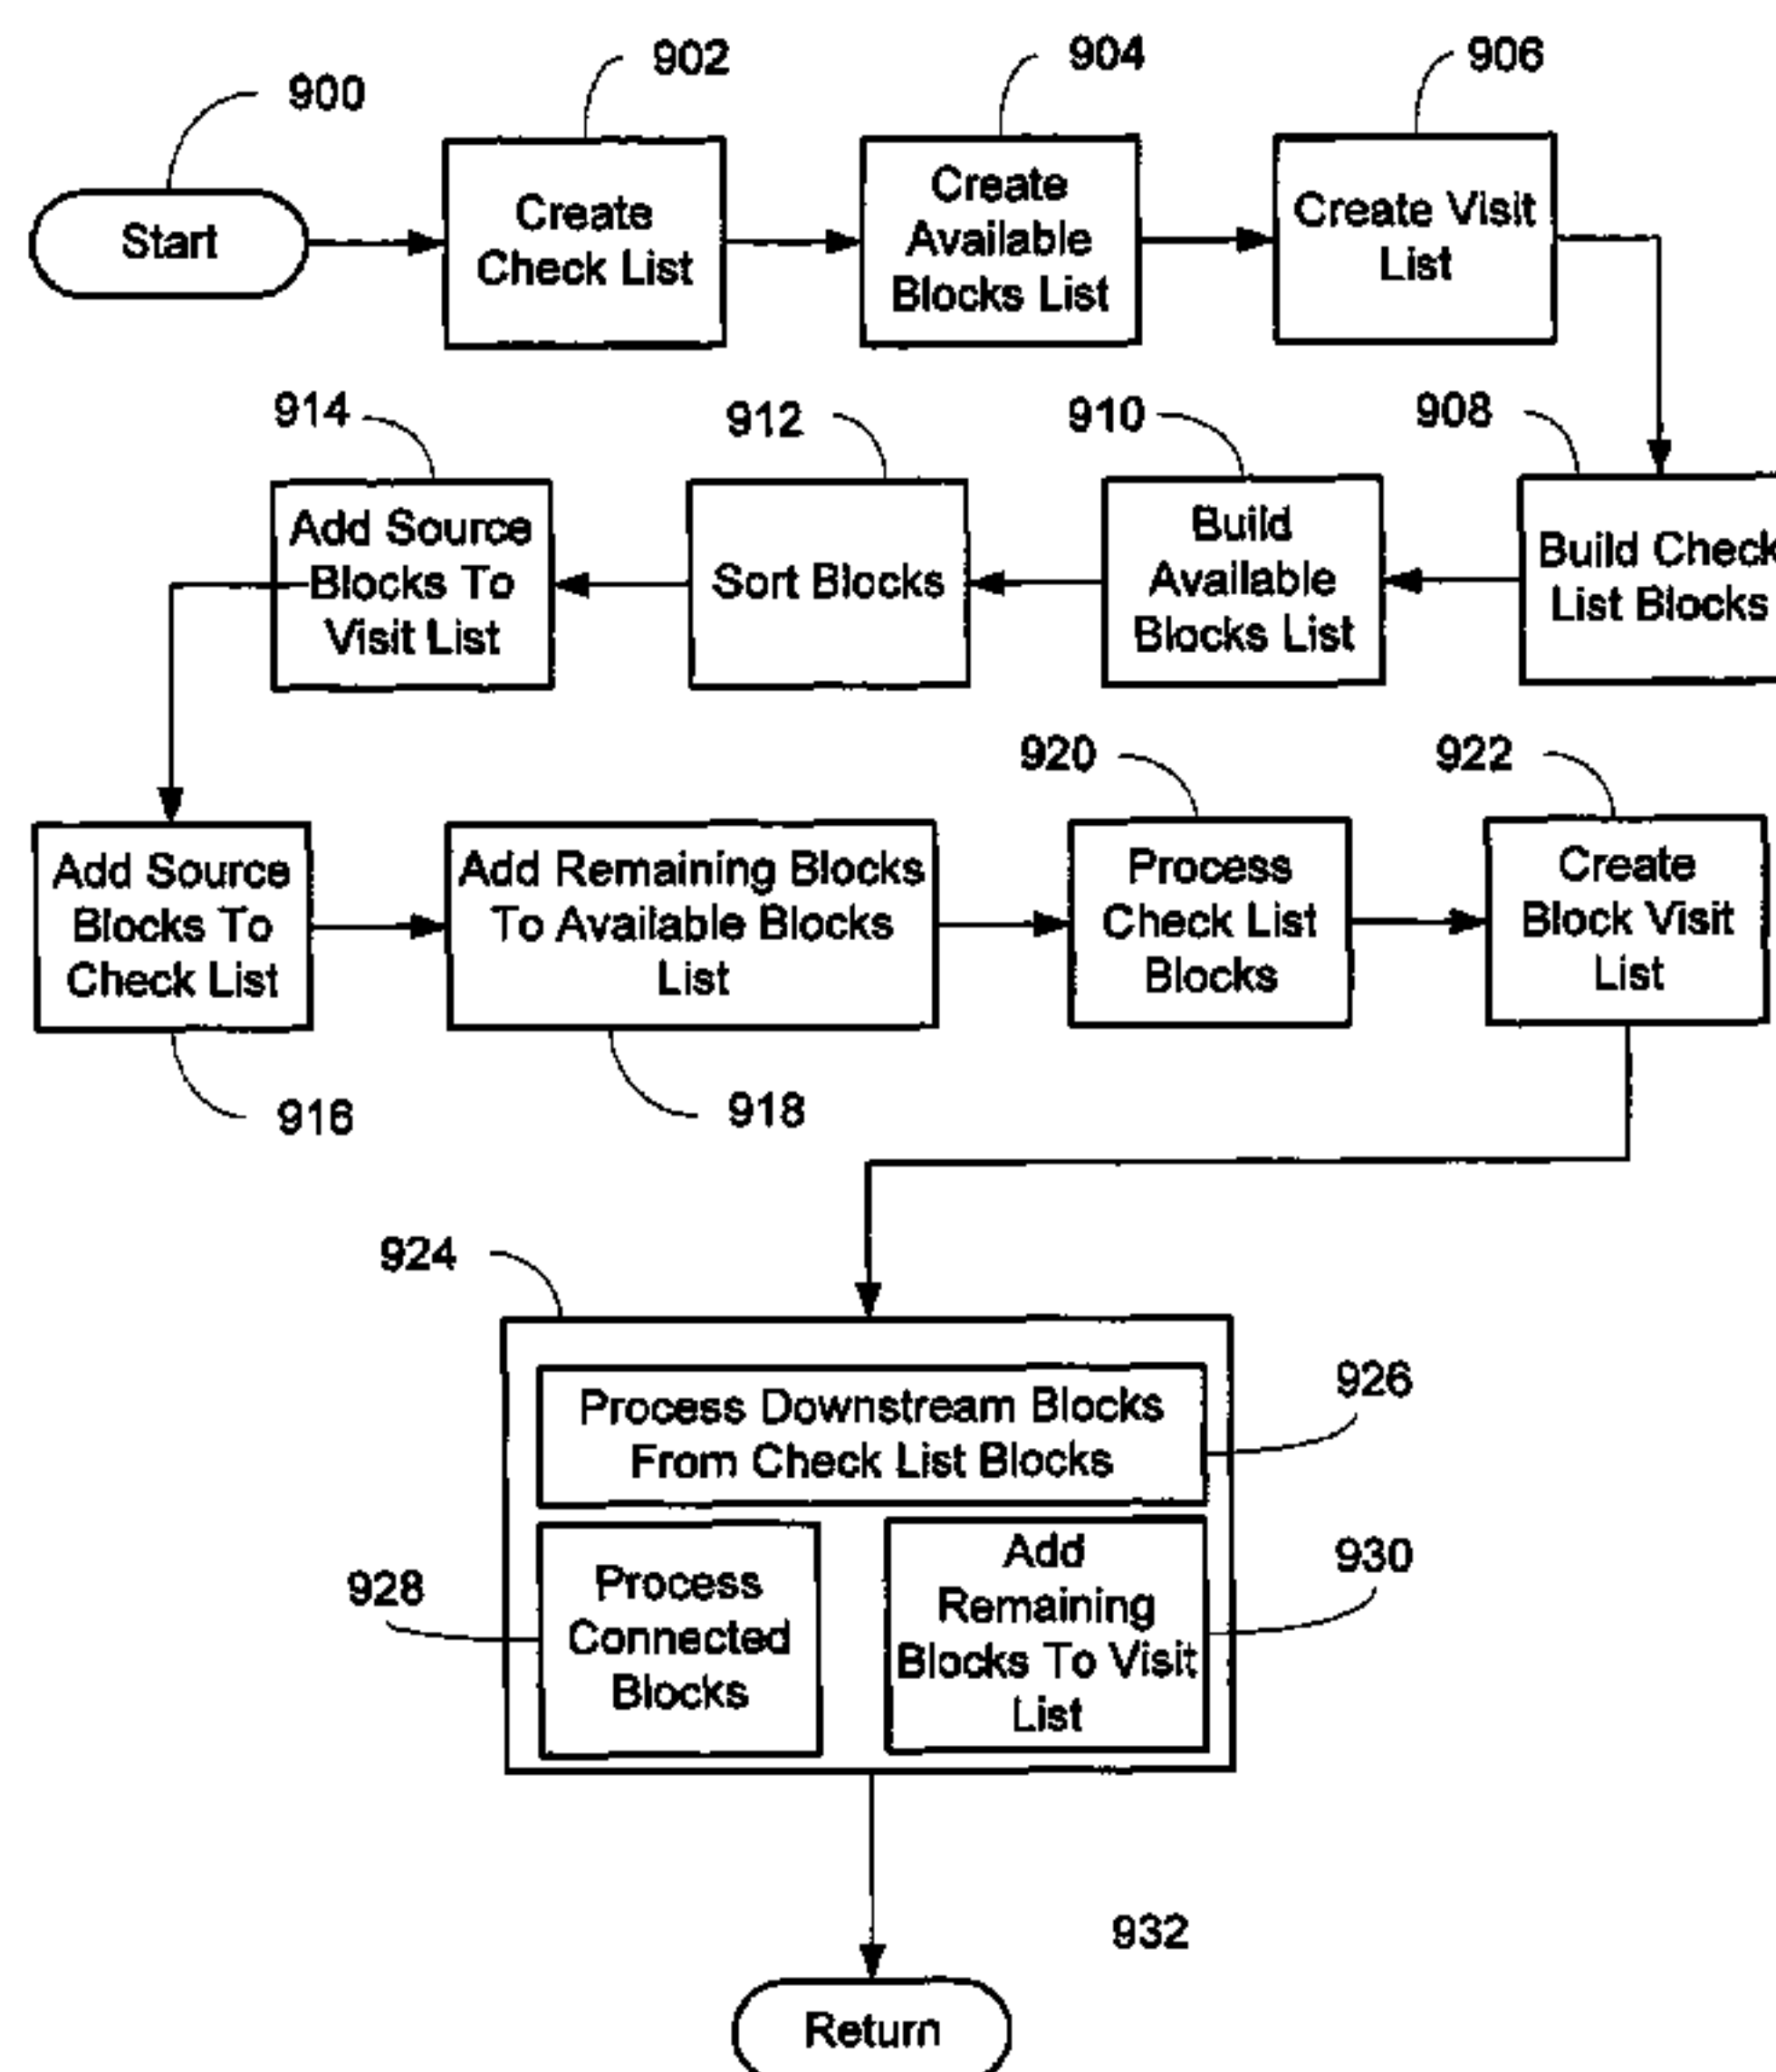 900
902
904
906
Start
Create
Check List
Create
Available
Blocks List
Create Visit
List
914
912
910
908
Add Source
Blocks To
Visit List
Sort Blocks
Build
Available
Blocks List
Build Check
List Blocks
920
922
Add Source
Blocks To
Check List
Add Remaining Blocks
To Available Blocks
List
Process
Check List
Blocks
Create
Block Visit
List
916
918
924
Process Downstream Blocks
From Check List Blocks
926
928
Process
Connected
Blocks
Add
Remaining
Blocks To Visit
List
930
932
Return